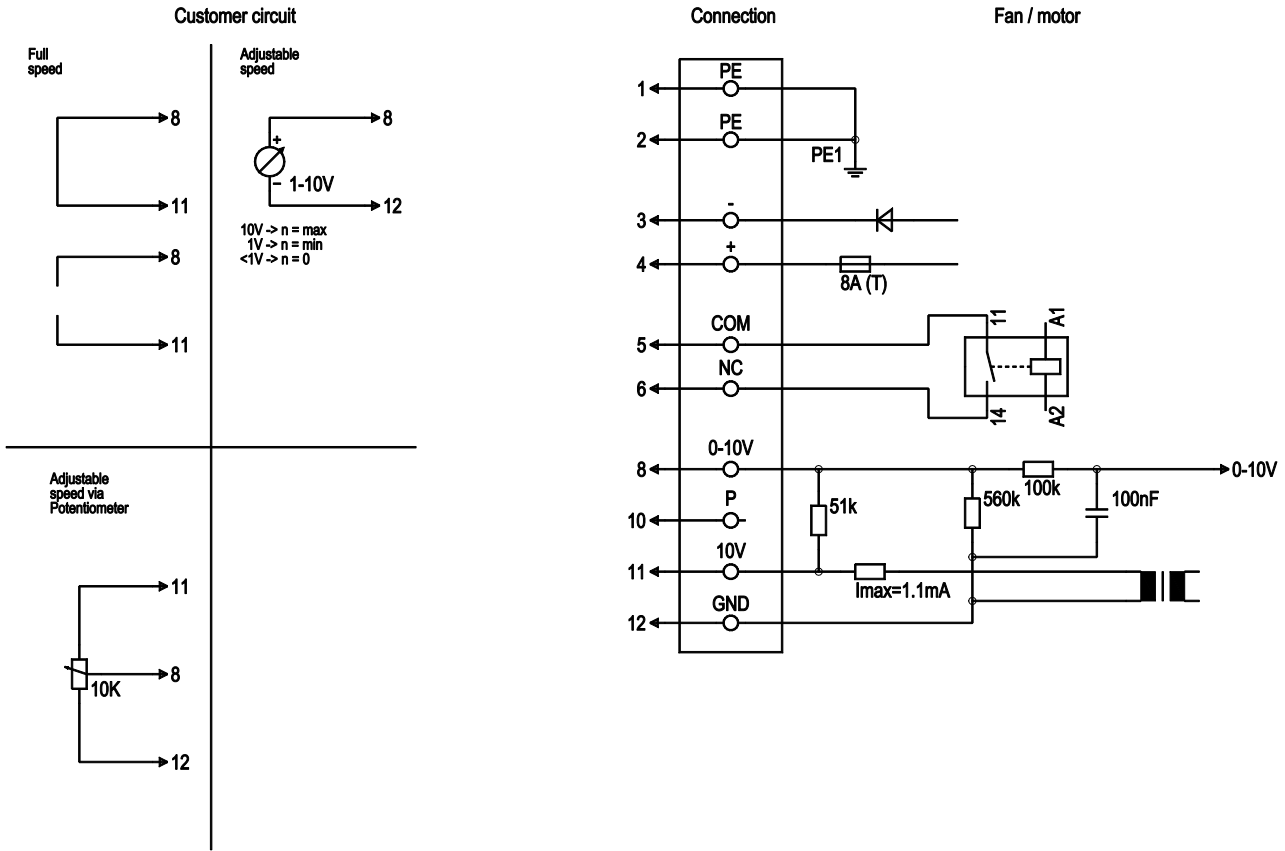 Customer circuit
Full
speed
8
11
8
11
Adjustable
speed
8
+
- 1-10V
12
10V -> n = max
1V -> n = min
<1V -> n = 0
Adjustable
speed via
Potentiometer
11
8
10K
12
Connection
Fan / motor
PE
1
PE
2
PE1
-
3
+
4
8A (T)
COM
5
NC
6
11
A1
14
A2
0-10V
8
0-10V
100k
51k
560k
100nF
P
10
10V
11
Imax=1.1mA
GND
12